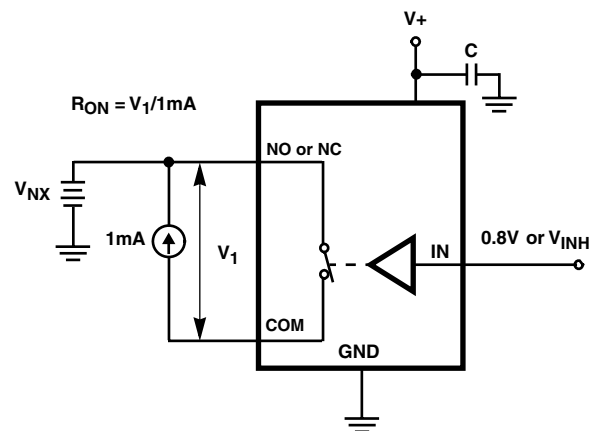 V+
C
RON = V1/1mA
NO or NC
VNX
1mA
V1
IN
0.8V or VINH
COM
GND